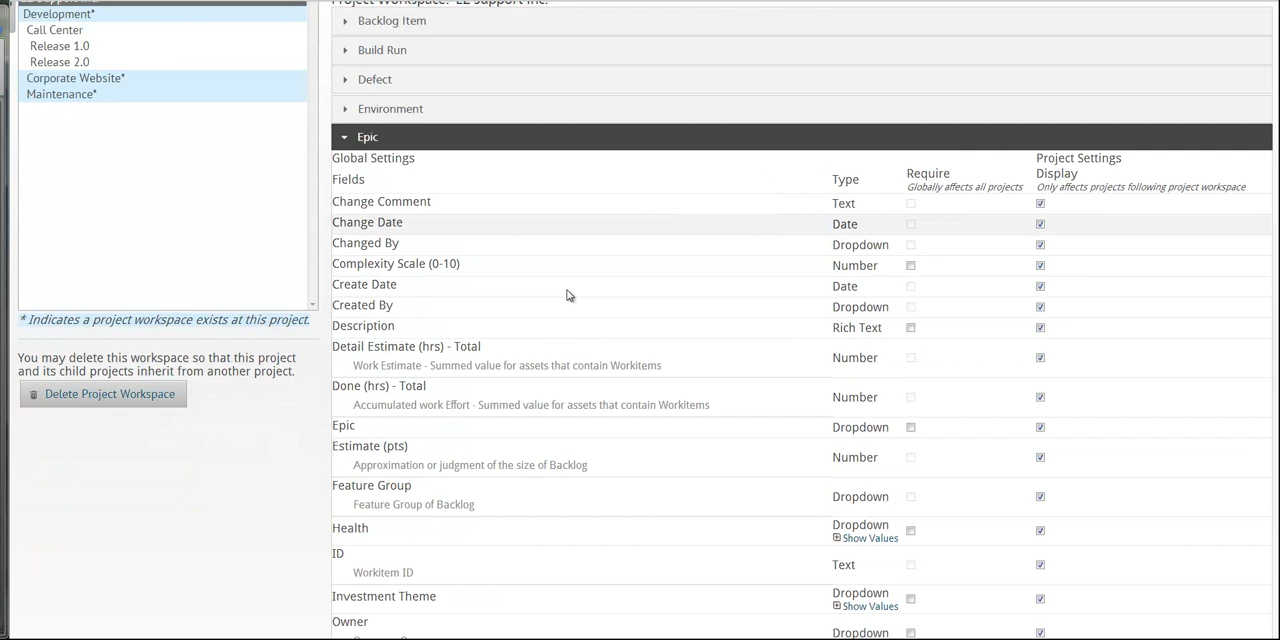 Development*
Call Center
Release 1.0
Release 2.0
Corporate Website*
Maintenance*
* Indicates a project workspace exists at this project.
You may delete this workspace so that this project
and its child projects inherit from another project.
Delete Project Workspace
Backlog Item
Build Run
Defect
Environment
Epic
Global Settings
Project Settings
Fields
Type
Require
Globally affects all projects
Display
Only affects projects following project workspace
Change Comment
Text
Change Date
Date
Changed By
Dropdown
Complexity Scale (0-10)
Number
Create Date
Date
Created By
Dropdown
Description
Rich Text
Detail Estimate (hrs) - Total
Work Estimate - Summed value for assets that contain Workitems
Number
Done (hrs) - Total
Accumulated work Effort - Summed value for assets that contain Workitems
Number
Epic
Dropdown
Estimate (pts)
Approximation or judgment of the size of Backlog
Number
Feature Group
Feature Group of Backlog
Dropdown
Health
Dropdown
Show Values
ID
Workitem ID
Text
Investment Theme
Dropdown
Show Values
Owner
Dropdown